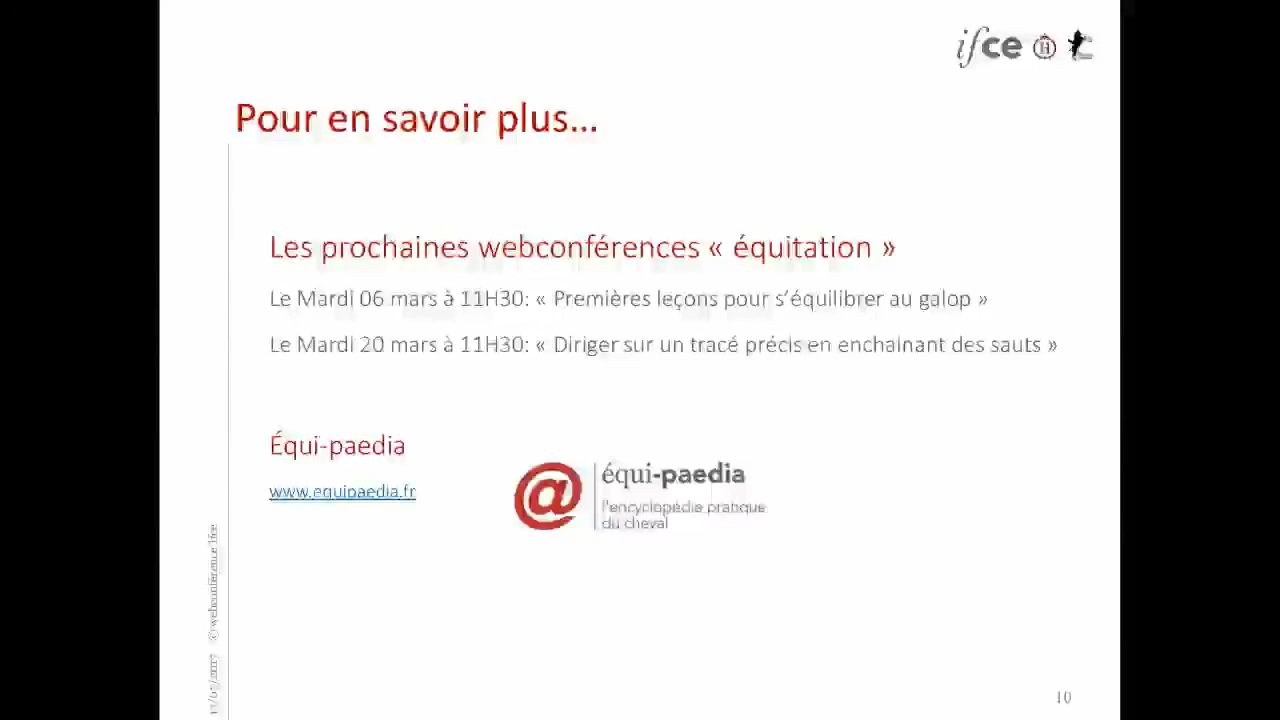 ifce
Pour en savoir plus...
Les prochaines webconférences « équitation »
Le Mardi 06 mars à 11H30: « Premières leçons pour s'équilibrer au galop »
Le Mardi 20 mars à 11H30: « Diriger sur un tracé précis en enchainant des sauts »
Équi-paedia
www.equipaedia.fr
@
équi-paedia
l'encyclopédie pratique
du cheval
© webconférence Ifce
10